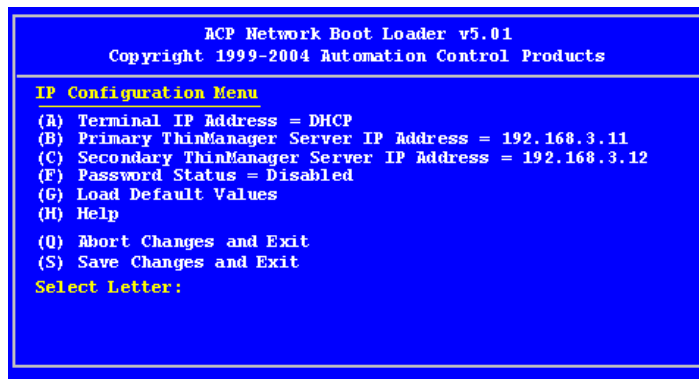 ACP Network Boot Loader v5.01
Copyright 1999-2004 Automation Control Products
IP Configuration Menu
(A) Terminal IP Address = DHCP
(B) Primary ThinManager Server IP Address = 192.168.3.11
(C) Secondary ThinManager Server IP Address = 192.168.3.12
(F) Password Status = Disabled
(G) Load Default Values
(H) Help
(Q) Abort Changes and Exit
(S) Save Changes and Exit
Select Letter: